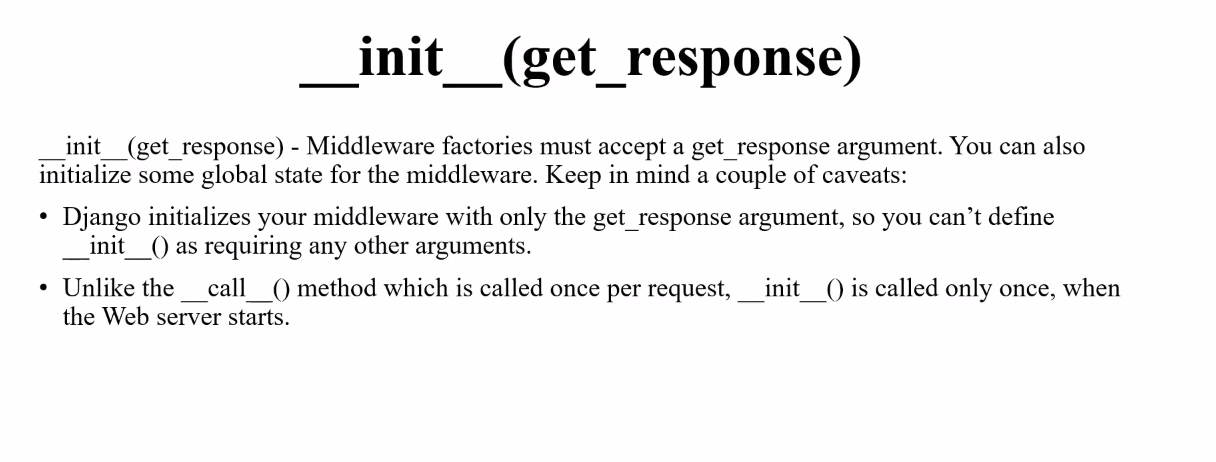 __init__(get_response)
__init__(get_response) - Middleware factories must accept a get_response argument. You can also
initialize some global state for the middleware. Keep in mind a couple of caveats:
• Django initializes your middleware with only the get_response argument, so you can’t define
__init__() as requiring any other arguments.
• Unlike the __call__() method which is called once per request, __init__() is called only once, when
the Web server starts.